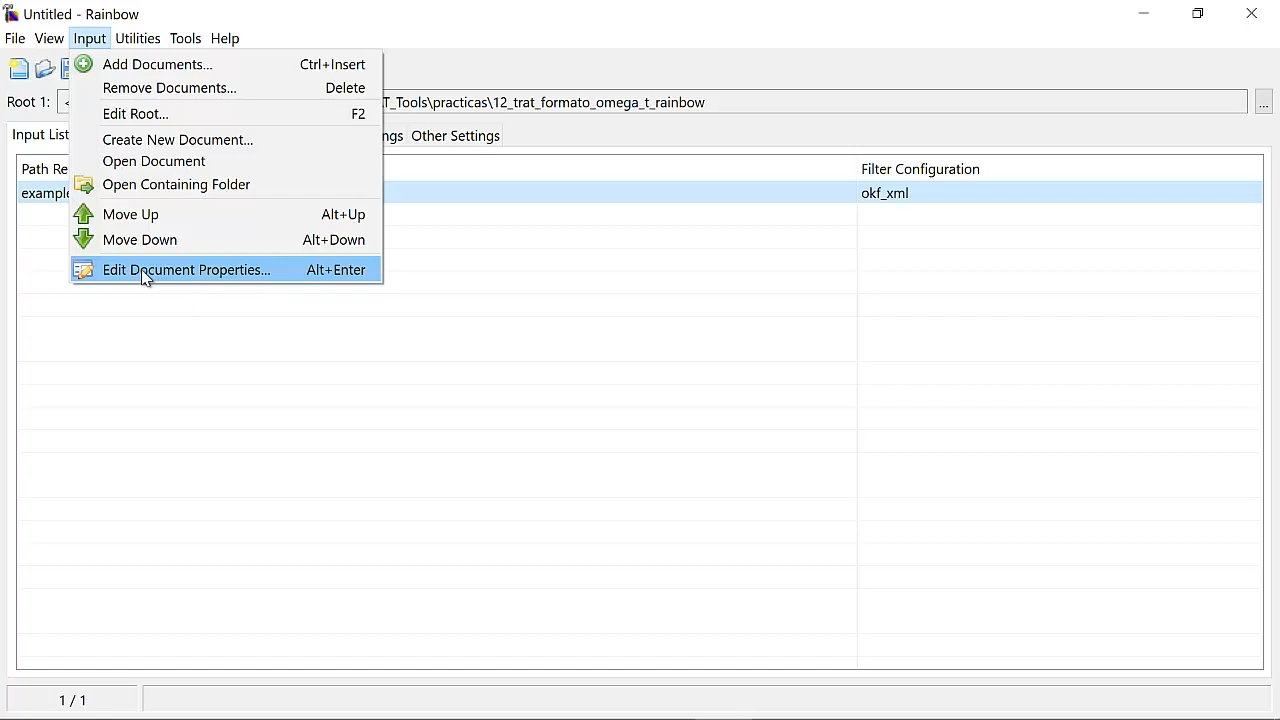 Untitled - Rainbow
File View Input Utilities Tools Help
Add Documents... Ctrl+Insert
Remove Documents... Delete
Root 1: T_Tools\practicas\12_trat_formato_omega_t_rainbow ...
Edit Root... F2
Input List ngs Other Settings
Create New Document...
Open Document
Path Re Filter Configuration
Open Containing Folder
example okf_xml
Move Up Alt+Up
Move Down Alt+Down
Edit Document Properties... Alt+Enter
1 / 1